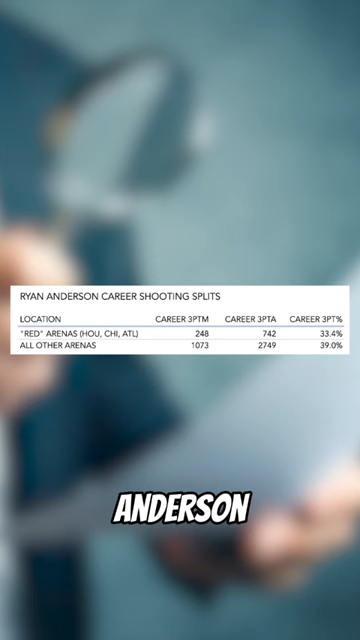 RYAN ANDERSON CAREER SHOOTING SPLITS
LOCATION CAREER 3PTM CAREER 3PTA CAREER 3PT%
"RED" ARENAS (HOU, CHI, ATL) 248 742 33.4%
ALL OTHER ARENAS 1073 2749 39.0%
ANDERSON